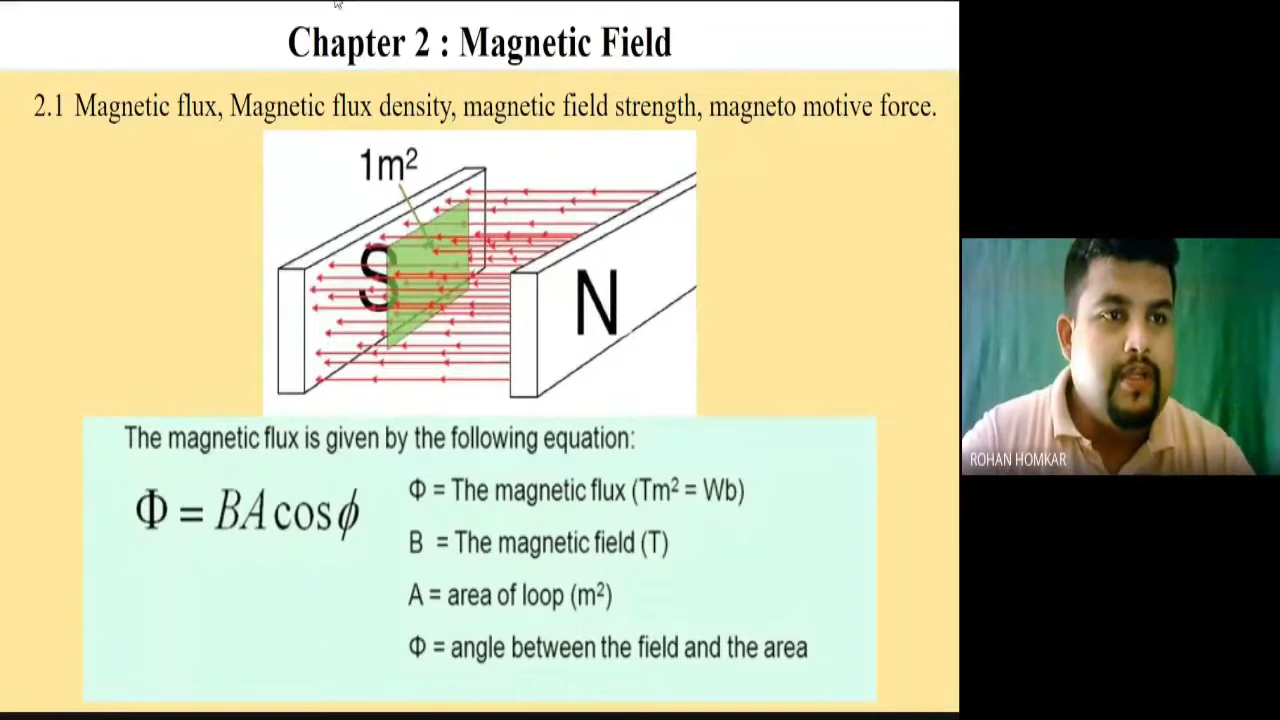 Chapter 2 : Magnetic Field
2.1 Magnetic flux, Magnetic flux density, magnetic field strength, magneto motive force.
1m²
S
N
The magnetic flux is given by the following equation:
Φ = BA cos ϕ
Φ = The magnetic flux (Tm² = Wb)
B = The magnetic field (T)
A = area of loop (m²)
Φ = angle between the field and the area
ROHAN HOMKAR